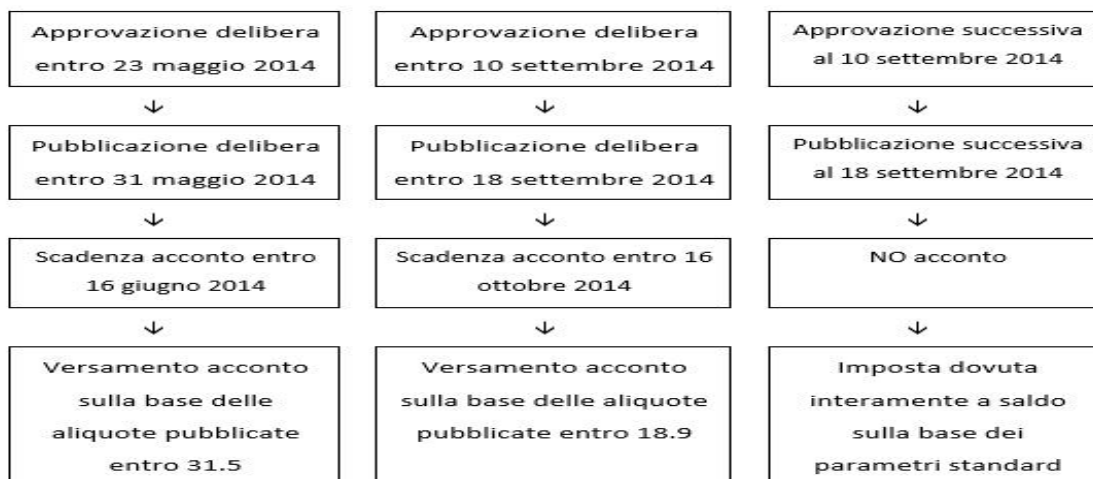 Approvazione delibera
entro 23 maggio 2014
↓
Pubblicazione delibera
entro 31 maggio 2014
↓
Scadenza acconto entro
16 giugno 2014
↓
Versamento acconto
sulla base delle
aliquote pubblicate
entro 31.5
Approvazione delibera
entro 10 settembre 2014
↓
Pubblicazione delibera
entro 18 settembre 2014
↓
Scadenza acconto entro 16
ottobre 2014
↓
Versamento acconto
sulla base delle aliquote
pubblicate entro 18.9
Approvazione successiva
al 10 settembre 2014
↓
Pubblicazione successiva
al 18 settembre 2014
↓
NO acconto
↓
Imposta dovuta
interamente a saldo
sulla base dei
parametri standard